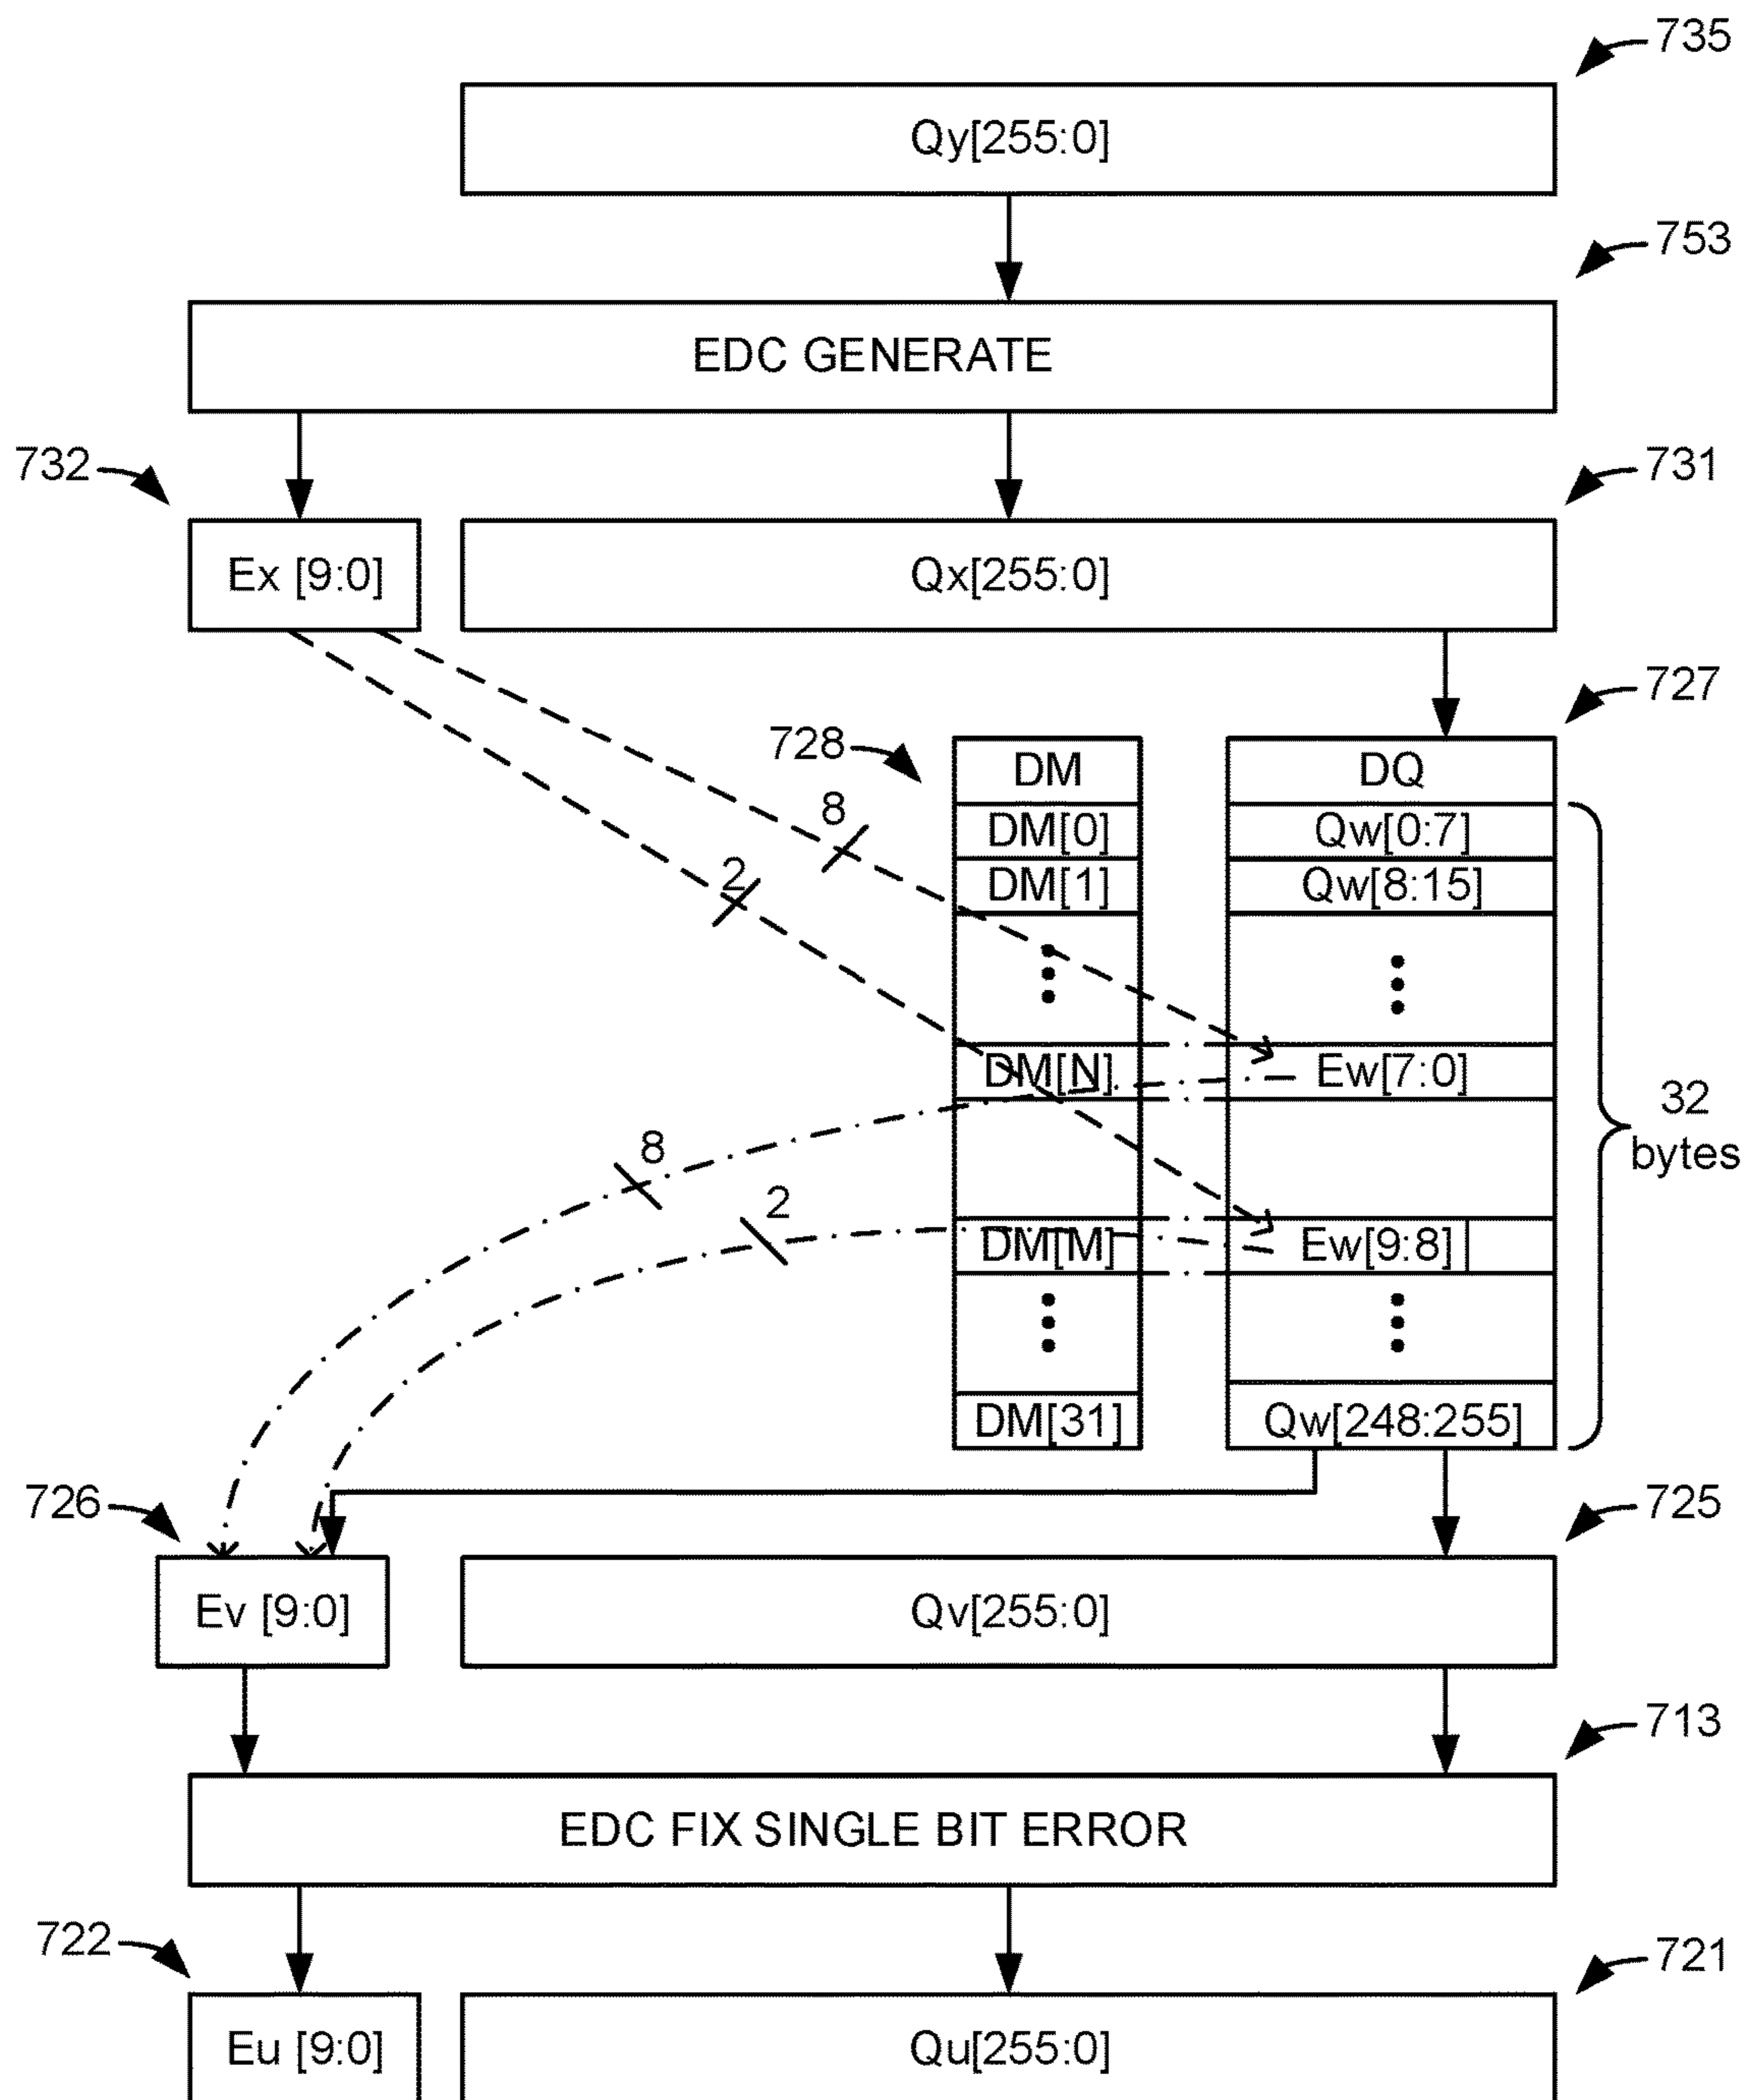 735
Qy[255:0]
753
EDC GENERATE
732
731
Ex [9:0]
Qx[255:0]
727
728
DM
DQ
8
DM[0]
Qw[0:7]
2
DM[1]
Qw[8:15]
DM[N]
Ew[7:0]
32
bytes
8
2
DM[M]
Ew[9:8]
DM[31]
Qw[248:255]
726
725
Ev [9:0]
Qv[255:0]
713
EDC FIX SINGLE BIT ERROR
722
721
Eu [9:0]
Qu[255:0]